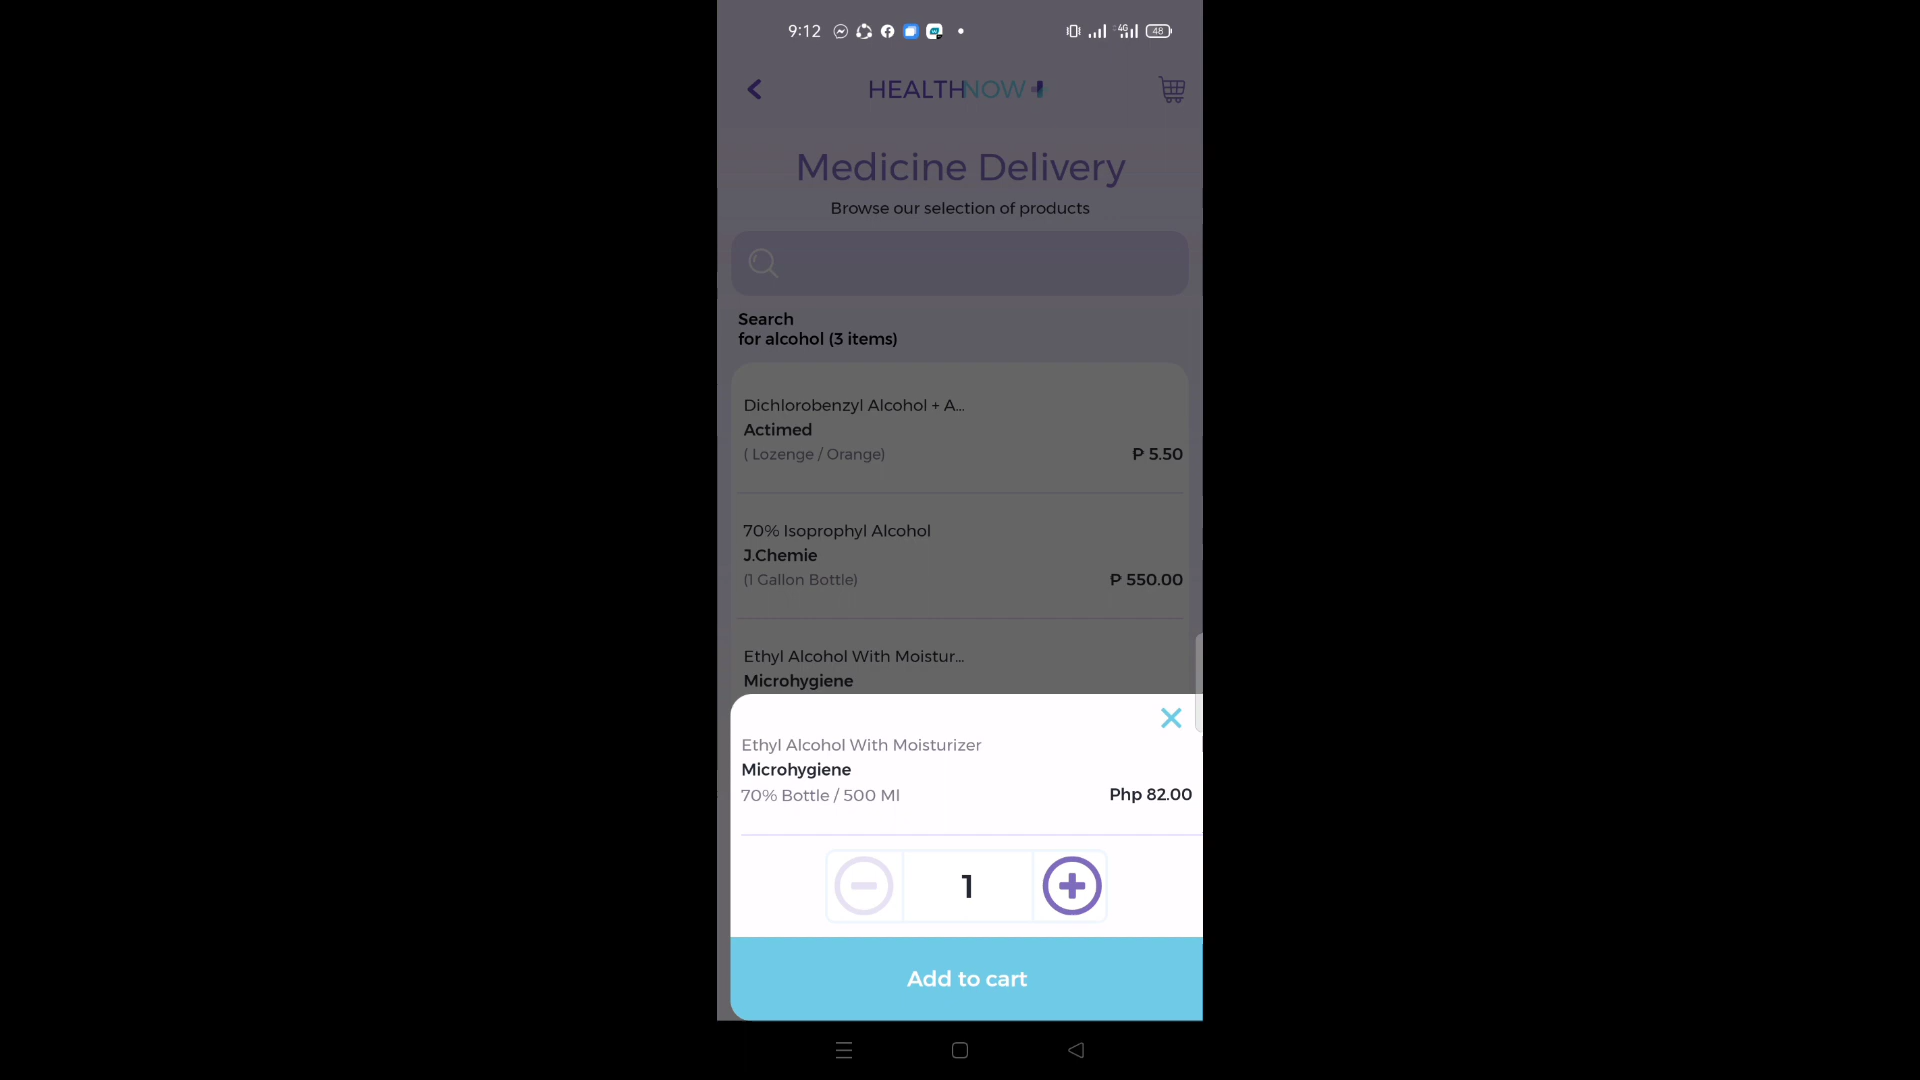 9:12
4G
48
HEALTHNOW
Medicine Delivery
Browse our selection of products
Search
for alcohol (3 items)
Dichlorobenzyl Alcohol + A...
Actimed
( Lozenge / Orange)
P 5.50
70% Isoprophyl Alcohol
J.Chemie
(1 Gallon Bottle)
P 550.00
Ethyl Alcohol With Moistur...
Microhygiene
Ethyl Alcohol With Moisturizer
Microhygiene
70% Bottle / 500 Ml
Php 82.00
1
Add to cart